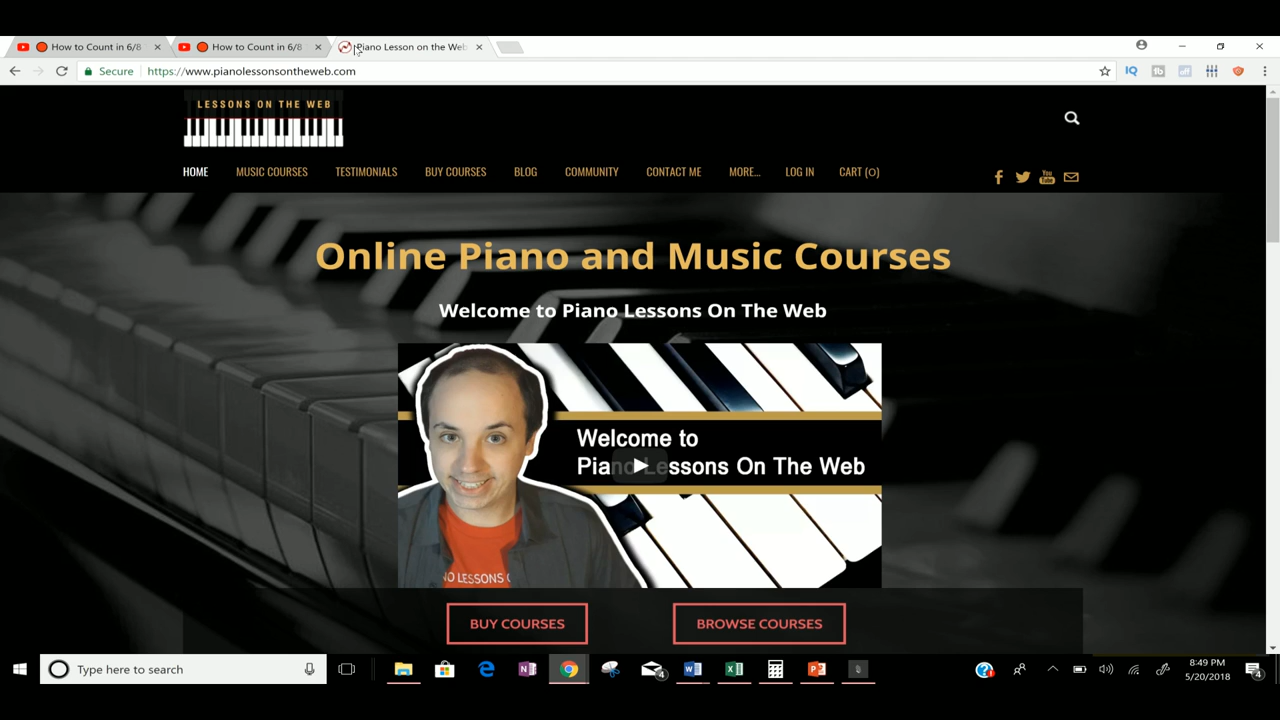 How to Count in 6/8
How to Count in 6/8
Piano Lesson on the Web
Secure
https://www.pianolessonsontheweb.com
LESSONS ON THE WEB
HOME
MUSIC COURSES
TESTIMONIALS
BUY COURSES
BLOG
COMMUNITY
CONTACT ME
MORE...
LOG IN
CART (0)
You
Tube
Online Piano and Music Courses
Welcome to Piano Lessons On The Web
Welcome to
Piano Lessons On The Web
NO LESSONS
BUY COURSES
BROWSE COURSES
Type here to search
4
8:49 PM
5/20/2018
4